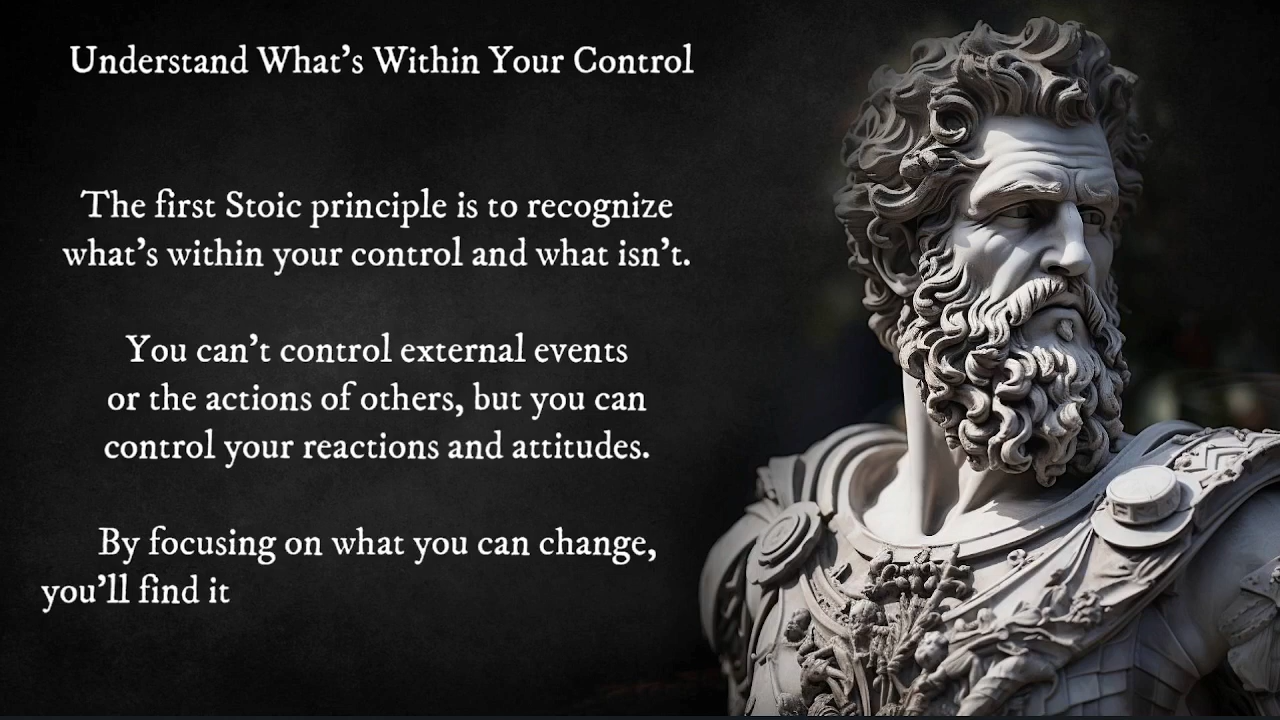 Understand What's Within Your Control
The first Stoic principle is to recognize
what's within your control and what isn't.
You can't control external events
or the actions of others, but you can
control your reactions and attitudes.
By focusing on what you can change,
you'll find it